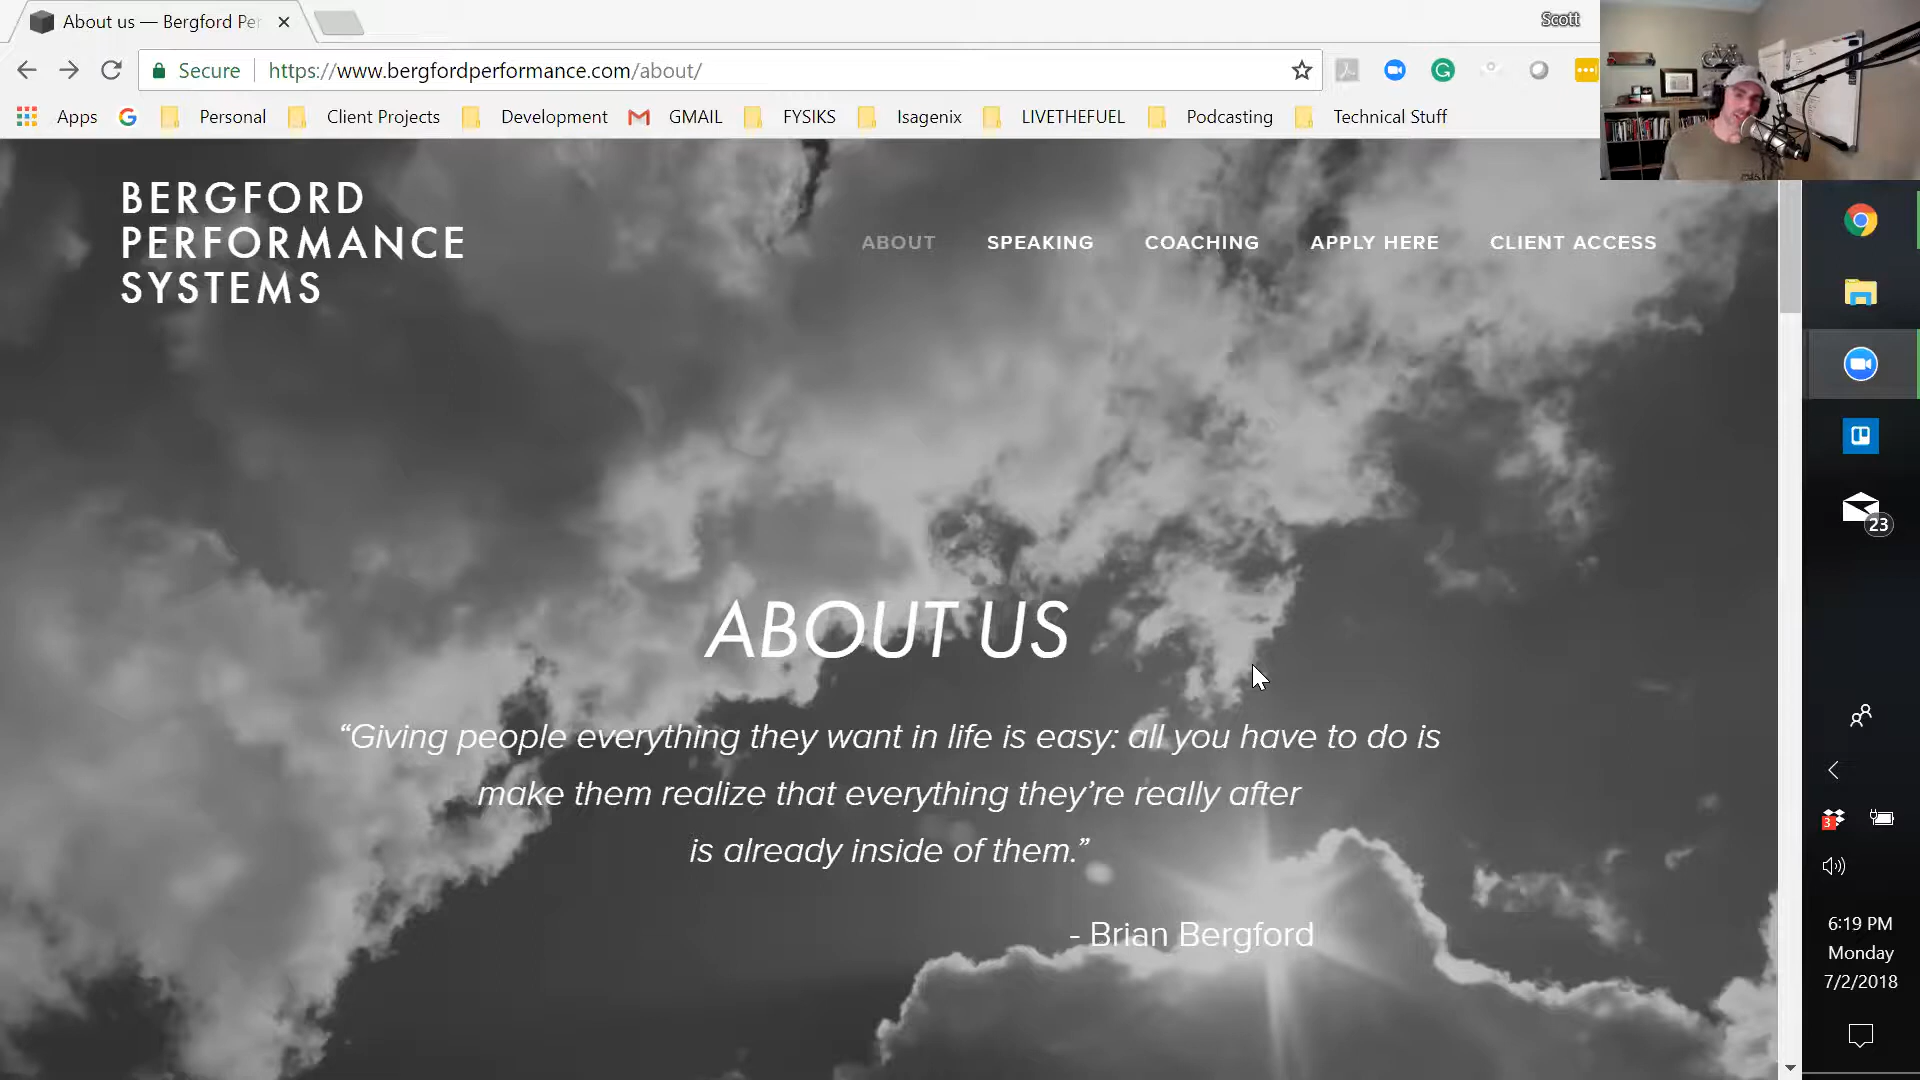 About us — Bergford Per
Scott
Secure https://www.bergfordperformance.com/about/
Apps Personal Client Projects Development GMAIL FYSIKS Isagenix LIVETHEFUEL Podcasting Technical Stuff
BERGFORD
PERFORMANCE
SYSTEMS
ABOUT SPEAKING COACHING APPLY HERE CLIENT ACCESS
23
ABOUT US
“Giving people everything they want in life is easy: all you have to do is
make them realize that everything they’re really after
is already inside of them.”
- Brian Bergford
3
6:19 PM
Monday
7/2/2018